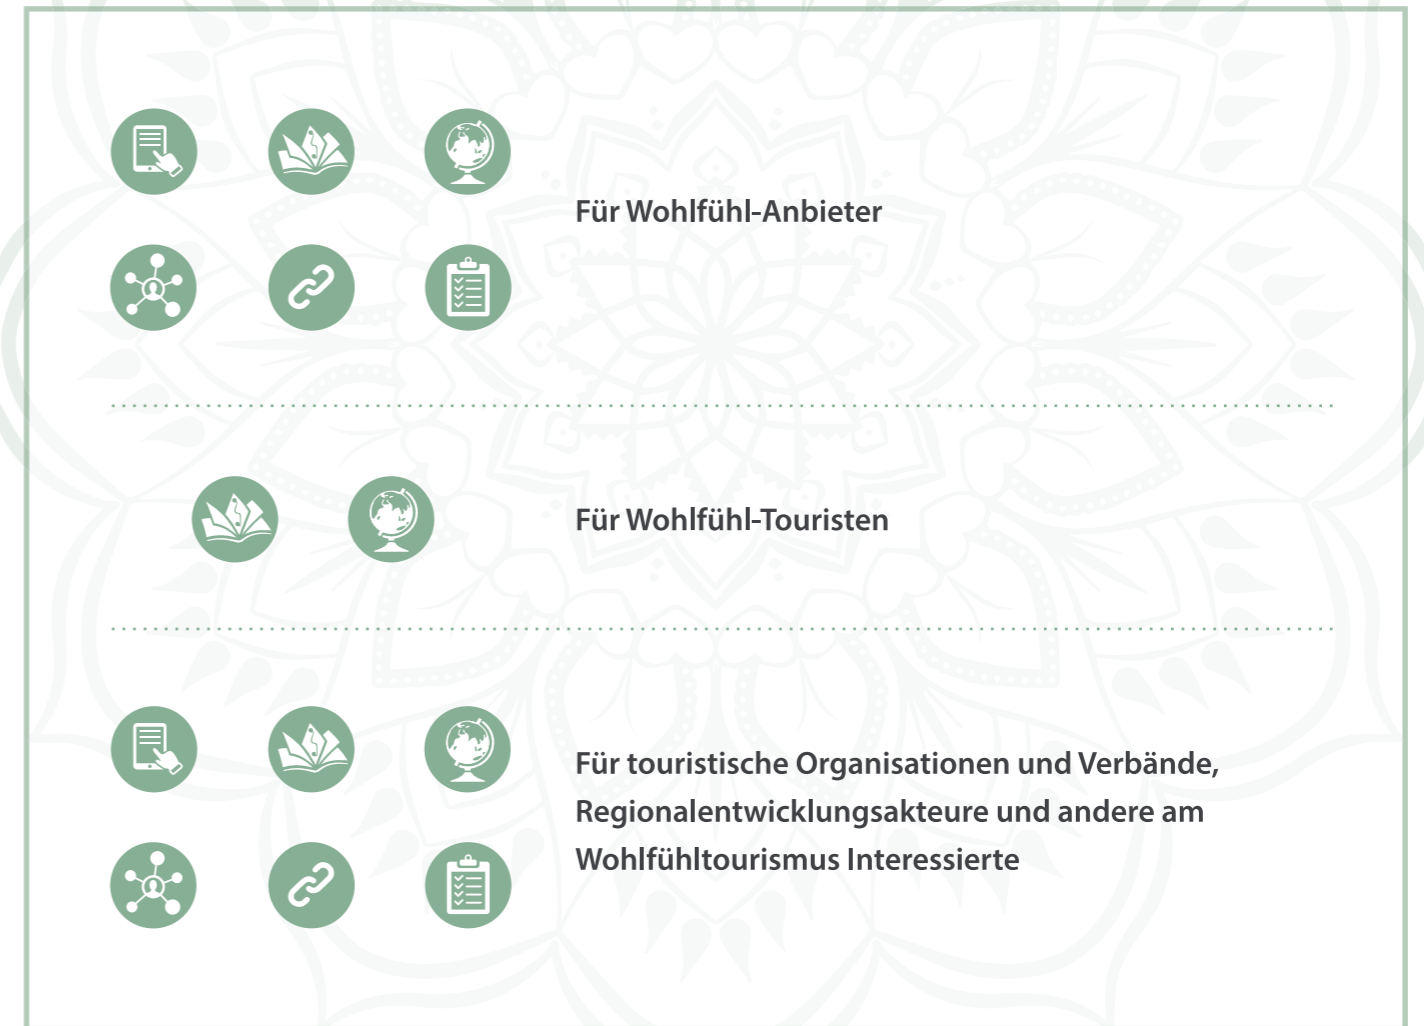 Für Wohlfühl-Anbieter
Für Wohlfühl-Touristen
Für touristische Organisationen und Verbände,
Regionalentwicklungsakteure und andere am
Wohlfühltourismus Interessierte